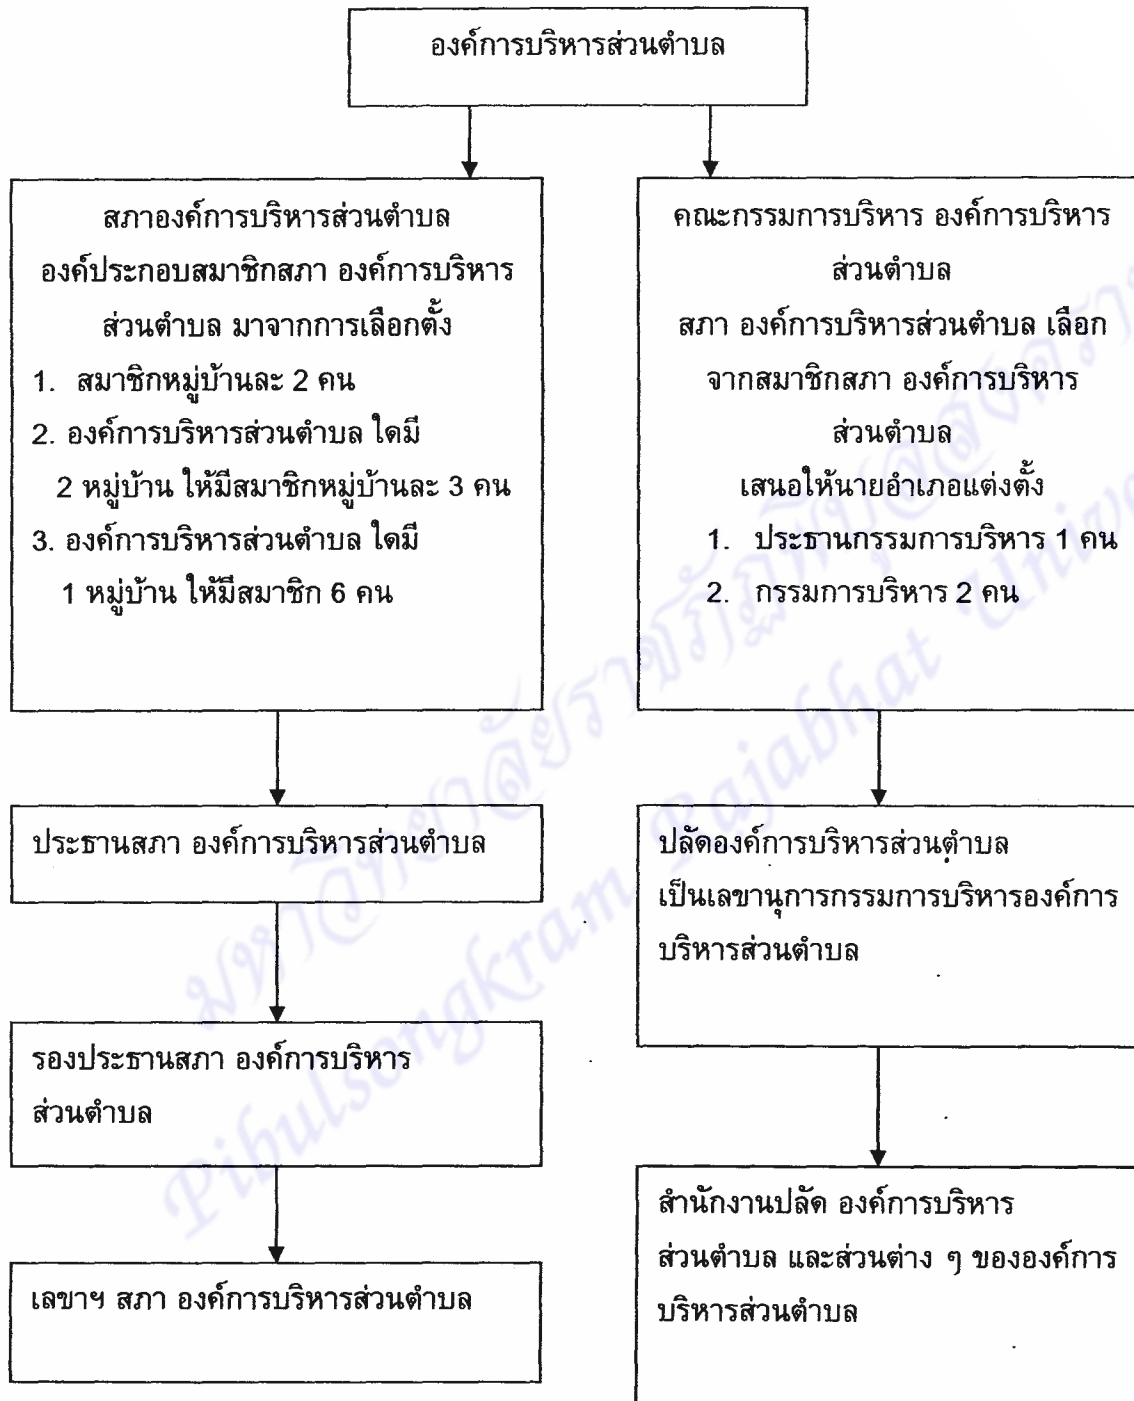 องค์การบริหารส่วนตำบล
สภาองค์การบริหารส่วนตำบล
องค์ประกอบสมาชิกสภา องค์การบริหาร
ส่วนตำบล มาจากการเลือกตั้ง
1. สมาชิกหมู่บ้านละ 2 คน
2. องค์การบริหารส่วนตำบล ใดมี
2 หมู่บ้าน ให้มีสมาชิกหมู่บ้านละ 3 คน
3. องค์การบริหารส่วนตำบล ใดมี
1 หมู่บ้าน ให้มีสมาชิก 6 คน
คณะกรรมการบริหาร องค์การบริหาร
ส่วนตำบล
สภา องค์การบริหารส่วนตำบล เลือก
จากสมาชิกสภา องค์การบริหาร
ส่วนตำบล
เสนอให้นายอำเภอแต่งตั้ง
1. ประธานกรรมการบริหาร 1 คน
2. กรรมการบริหาร 2 คน
ประธานสภา องค์การบริหารส่วนตำบล
ปลัดองค์การบริหารส่วนตำบล
เป็นเลขานุการกรรมการบริหารองค์การ
บริหารส่วนตำบล
รองประธานสภา องค์การบริหาร
ส่วนตำบล
เลขาฯ สภา องค์การบริหารส่วนตำบล
สำนักงานปลัด องค์การบริหาร
ส่วนตำบล และส่วนต่าง ๆ ขององค์การ
บริหารส่วนตำบล
มหาวิทยาลัยราชภัฏพิบูลสงคราม
Pibulsongkram Rajabhat